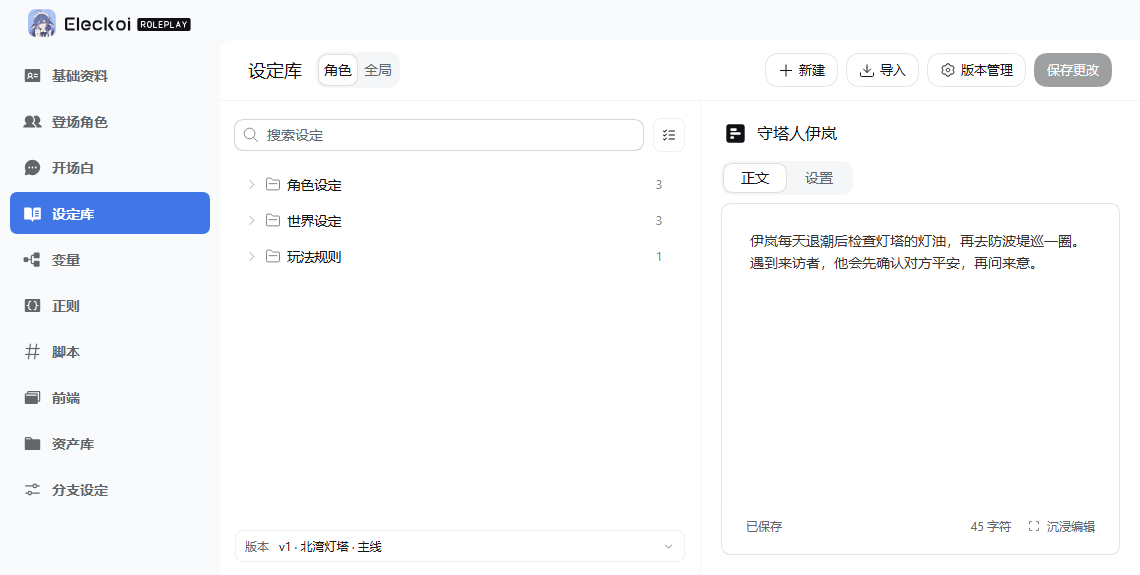 Eleckoi ROLEPLAY
基础资料
登场角色
开场白
设定库
变量
正则
脚本
前端
资产库
分支设定
设定库 角色 全局
新建 导入 版本管理 保存更改
搜索设定
角色设定 3
世界设定 3
玩法规则 1
版本 v1 · 北湾灯塔 · 主线
守塔人伊岚
正文 设置
伊岚每天退潮后检查灯塔的灯油，再去防波堤巡一圈。
遇到来访者，他会先确认对方平安，再问来意。
已保存 45 字符 沉浸编辑